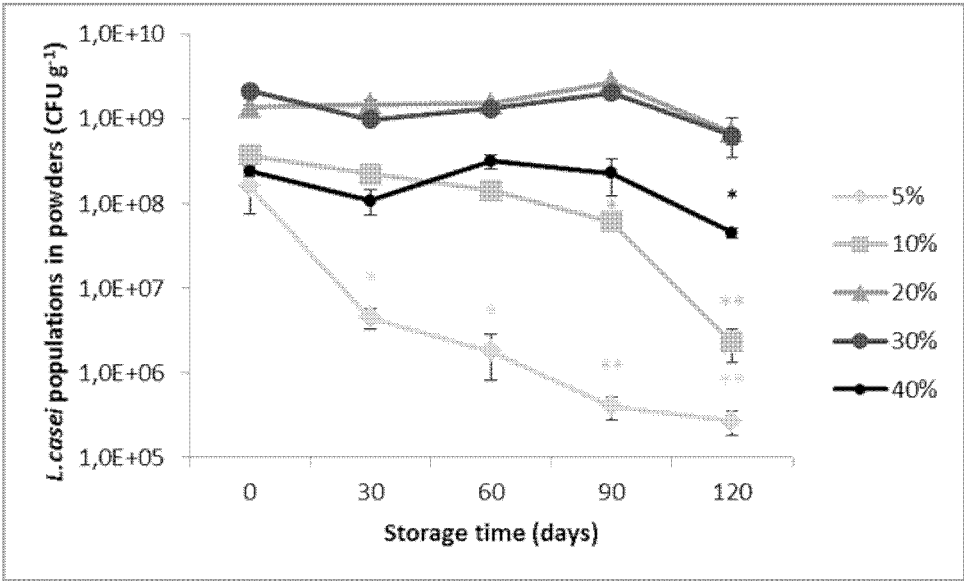 L.casei populations in powders (CFU g⁻¹)
1,0E+10
1,0E+09
1,0E+08
1,0E+07
1,0E+06
1,0E+05
*
*
*
*
**
**
**
0
30
60
90
120
Storage time (days)
5%
10%
20%
30%
40%